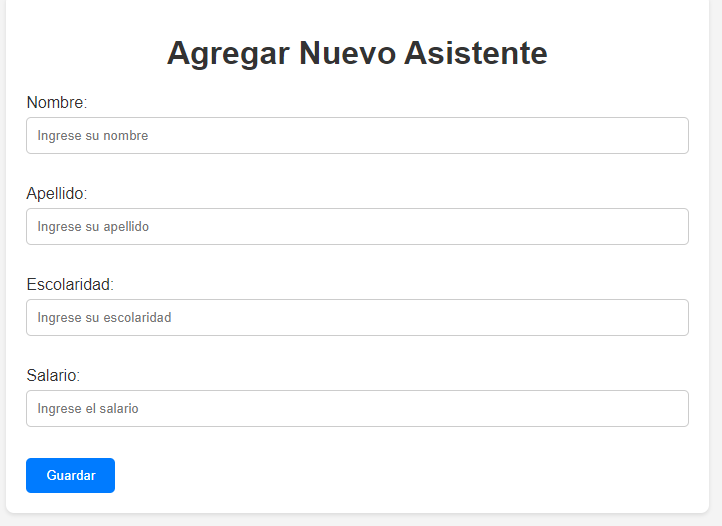 Agregar Nuevo Asistente
Nombre:
Ingrese su nombre
Apellido:
Ingrese su apellido
Escolaridad:
Ingrese su escolaridad
Salario:
Ingrese el salario
Guardar